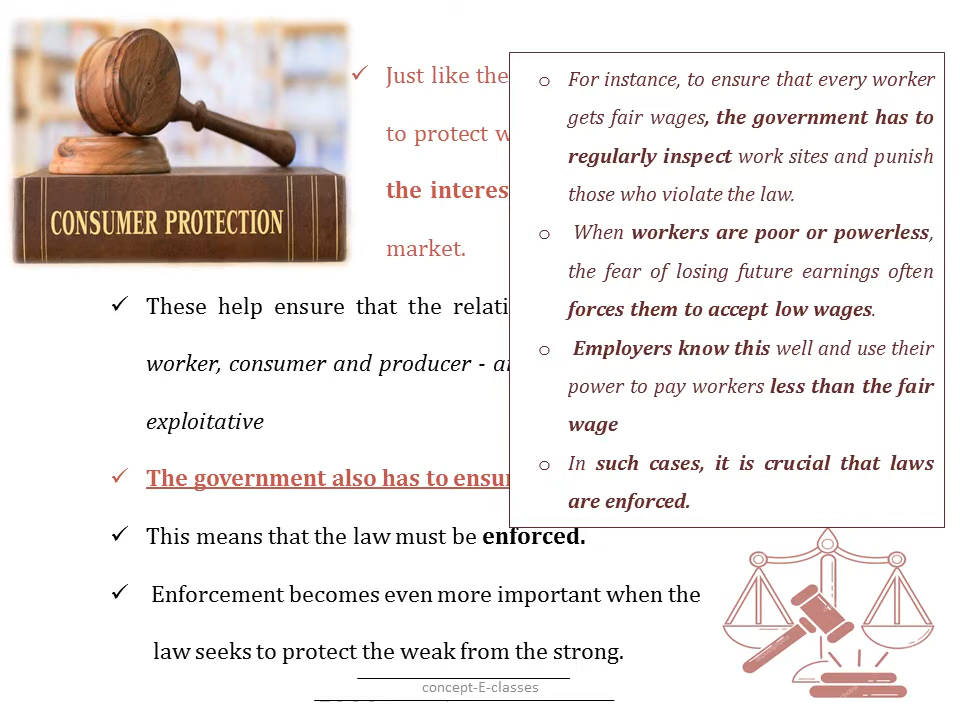 CONSUMER PROTECTION
✓ Just like the
to protect
the interes
market.
✓ These help ensure that the relati
worker, consumer and producer -
exploitative
✓ The government also has to ensu
✓ This means that the law must be enforced.
✓ Enforcement becomes even more important when the
law seeks to protect the weak from the strong.
o For instance, to ensure that every worker
gets fair wages, the government has to
regularly inspect work sites and punish
those who violate the law.
o When workers are poor or powerless,
the fear of losing future earnings often
forces them to accept low wages.
o Employers know this well and use their
power to pay workers less than the fair
wage
o In such cases, it is crucial that laws
are enforced.
concept-E-classes